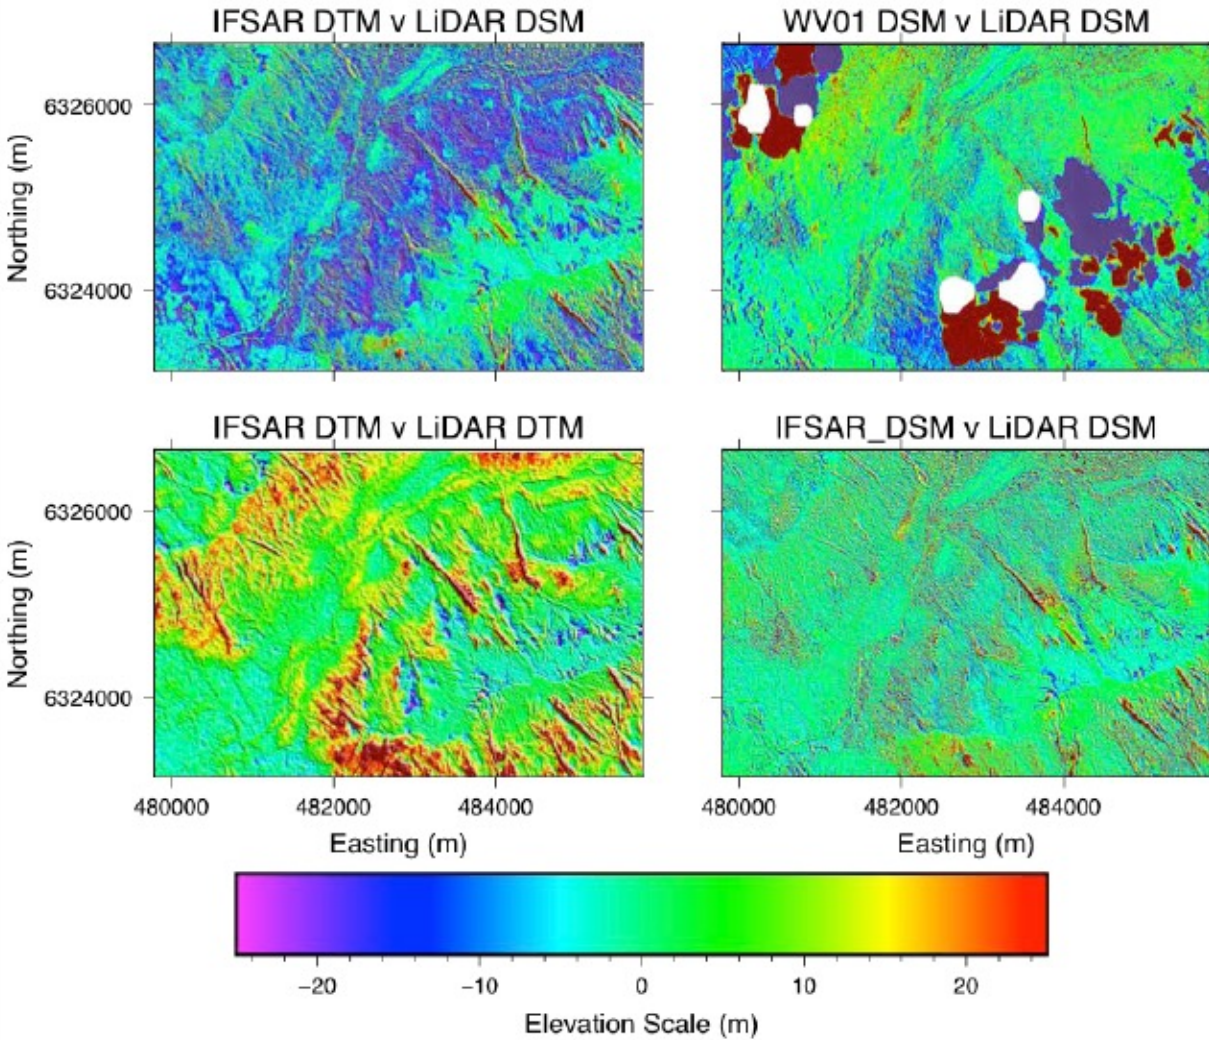 IFSAR DTM v LiDAR DSM
WV01 DSM v LiDAR DSM
6326000
Northing (m)
6324000
IFSAR DTM v LiDAR DTM
IFSAR_DSM v LiDAR DSM
6326000
Northing (m)
6324000
480000 482000 484000 480000 482000 484000
Easting (m) Easting (m)
−20 −10 0 10 20
Elevation Scale (m)